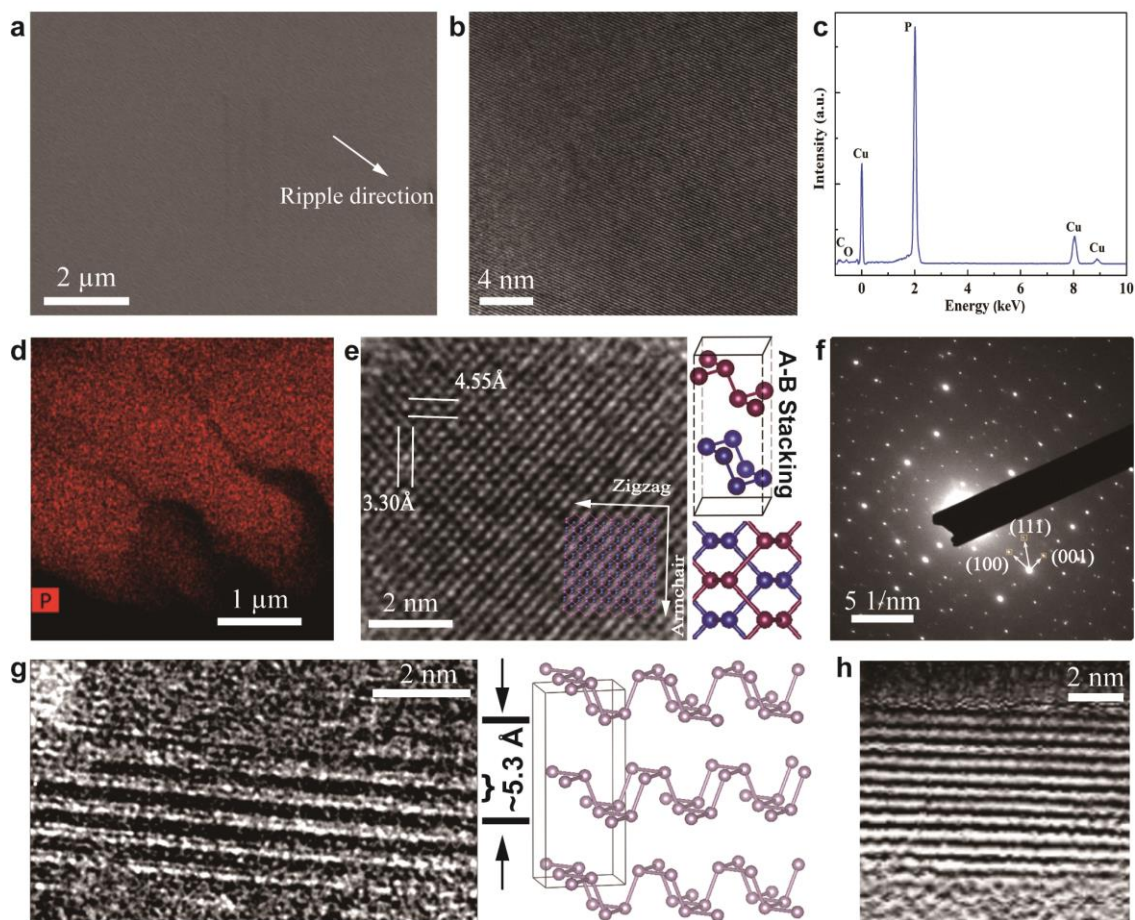 a
Ripple direction
2 µm
b
4 nm
c
P
Cu
C
O
Cu
Cu
Intensity (a.u.)
0 2 4 6 8 10
Energy (keV)
d
P
1 µm
e
4.55Å
3.30Å
Zigzag
Armchair
2 nm
A-B Stacking
f
(111)
(100)
(001)
5 1/nm
g
2 nm
~5.3 Å
h
2 nm